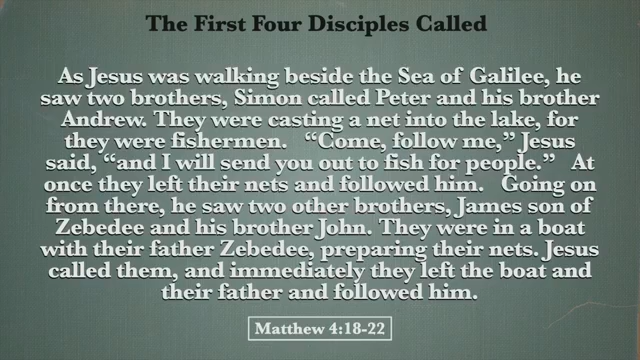 The First Four Disciples Called
As Jesus was walking beside the Sea of Galilee, he
saw two brothers, Simon called Peter and his brother
Andrew. They were casting a net into the lake, for
they were fishermen. “Come, follow me,” Jesus
said, “and I will send you out to fish for people.” At
once they left their nets and followed him. Going on
from there, he saw two other brothers, James son of
Zebedee and his brother John. They were in a boat
with their father Zebedee, preparing their nets. Jesus
called them, and immediately they left the boat and
their father and followed him.
Matthew 4:18-22